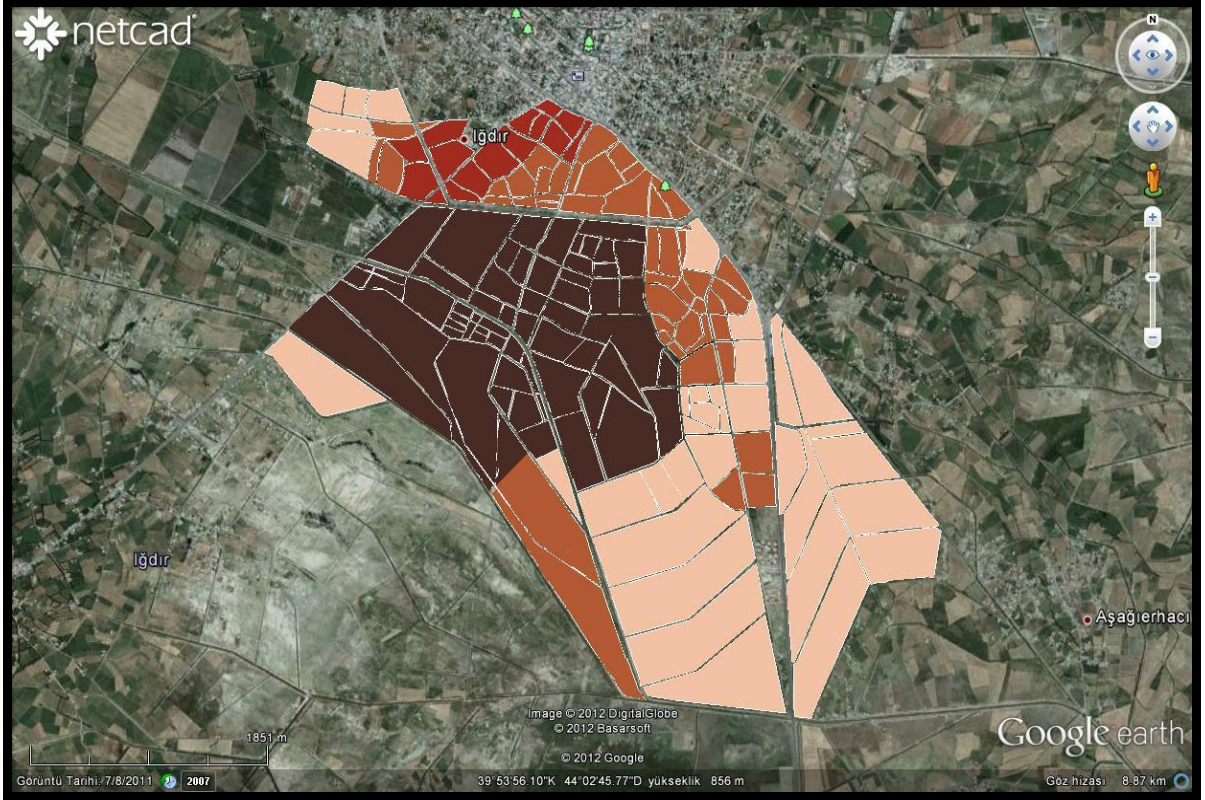 netcad
N
Iğdır
Iğdır
Aşağıerhacı
Image © 2012 DigitalGlobe
© 2012 Basarsoft
© 2012 Google
Google earth
1851 m
Görüntü Tarihi: 7/8/2011 2007
39°53'56.10"K 44°02'45.77"D yükseklik 856 m
Göz hizası 8.87 km